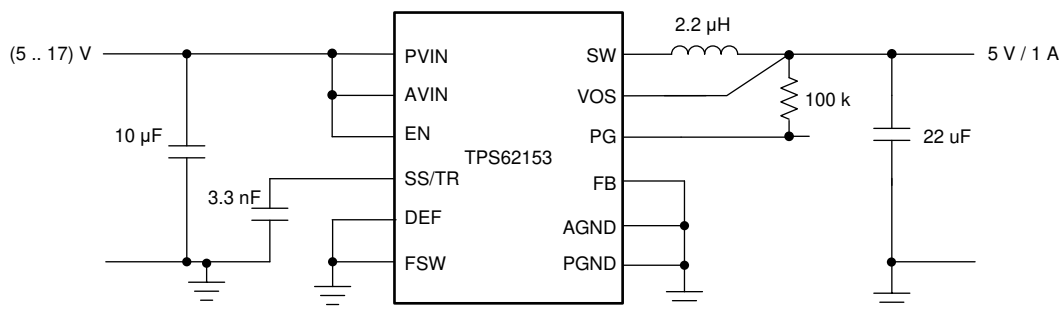 (5 .. 17) V
10 µF
3.3 nF
PVIN
AVIN
EN
SS/TR
DEF
FSW
TPS62153
SW
VOS
PG
FB
AGND
PGND
2.2 µH
100 k
22 uF
5 V / 1 A